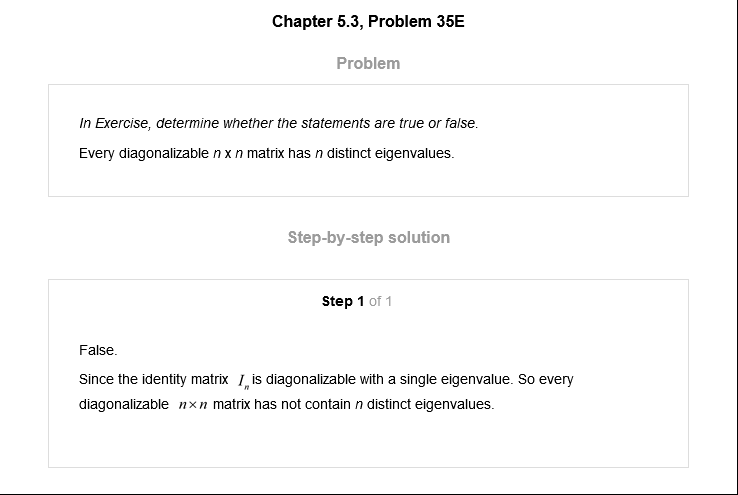 Chapter 5.3, Problem 35E
Problem
In Exercise, determine whether the statements are true or false.
Every diagonalizable n x n matrix has n distinct eigenvalues.
Step-by-step solution
Step 1 of 1
False.
Since the identity matrix Iₙ is diagonalizable with a single eigenvalue. So every
diagonalizable n×n matrix has not contain n distinct eigenvalues.